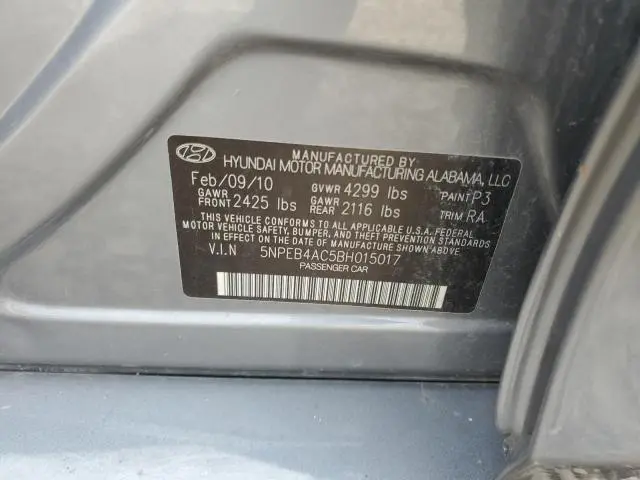 MANUFACTURED BY
HYUNDAI MOTOR MANUFACTURING ALABAMA, LLC
Feb/09/10 GVWR 4299 lbs PAINT P3
GAWR FRONT 2425 lbs GAWR REAR 2116 lbs TRIM RA
THIS VEHICLE CONFORMS TO ALL APPLICABLE U.S.A. FEDERAL
MOTOR VEHICLE SAFETY, BUMPER, AND THEFT PREVENTION STANDARDS
IN EFFECT ON THE DATE OF MANUFACTURE SHOWN ABOVE.
V.I.N 5NPEB4AC5BH015017
PASSENGER CAR